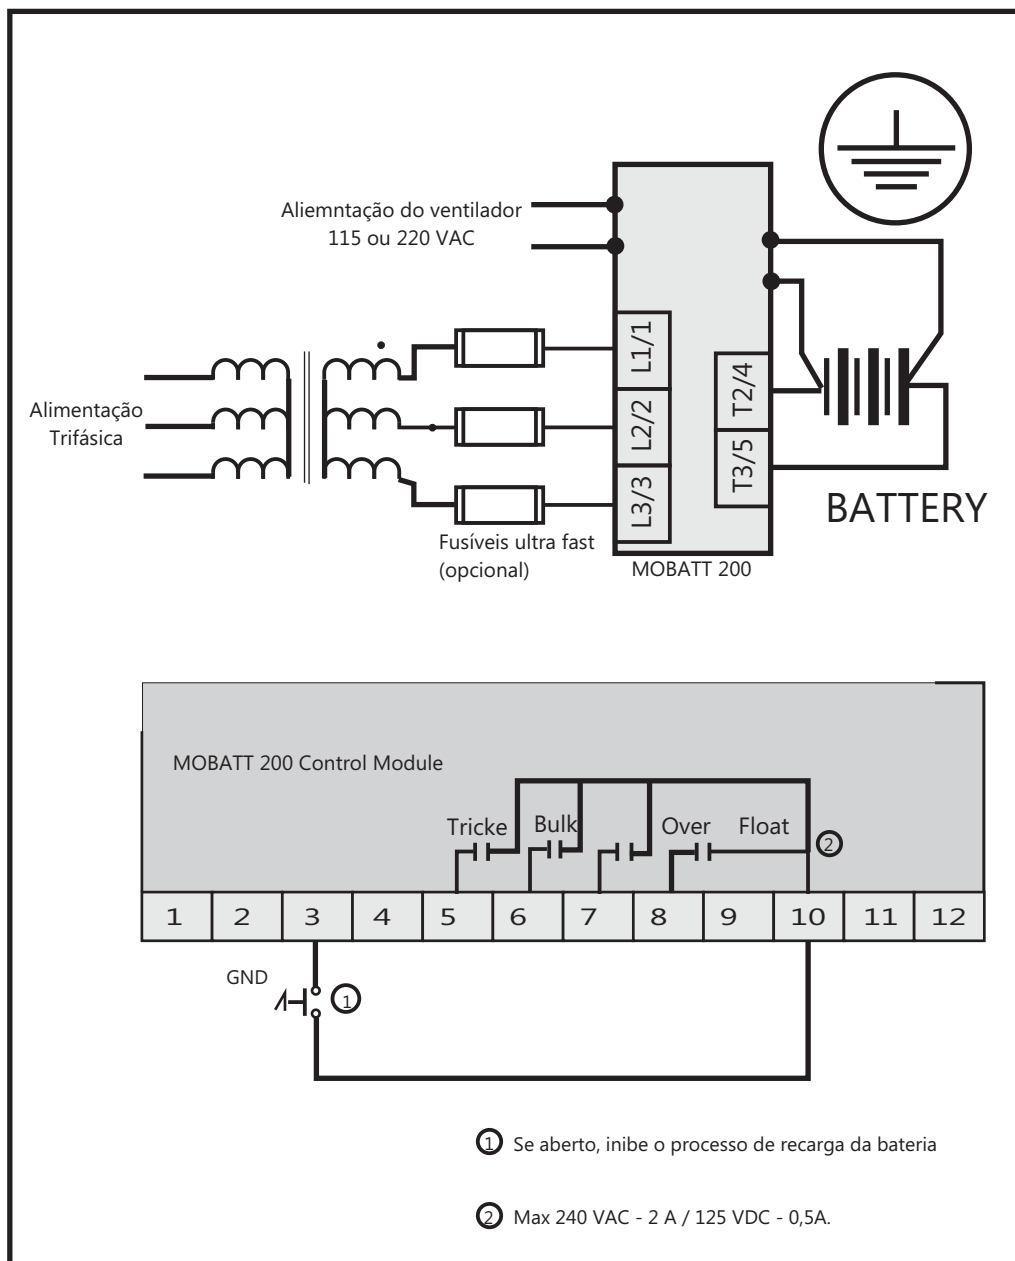 Aliemntação do ventilador
115 ou 220 VAC
L1/1
L2/2
L3/3
T2/4
T3/5
Alimentação
Trifásica
BATTERY
Fusíveis ultra fast
(opcional)
MOBATT 200
MOBATT 200 Control Module
Tricke Bulk Over Float
2
1 2 3 4 5 6 7 8 9 10 11 12
GND
1
1 Se aberto, inibe o processo de recarga da bateria
2 Max 240 VAC - 2 A / 125 VDC - 0,5A.